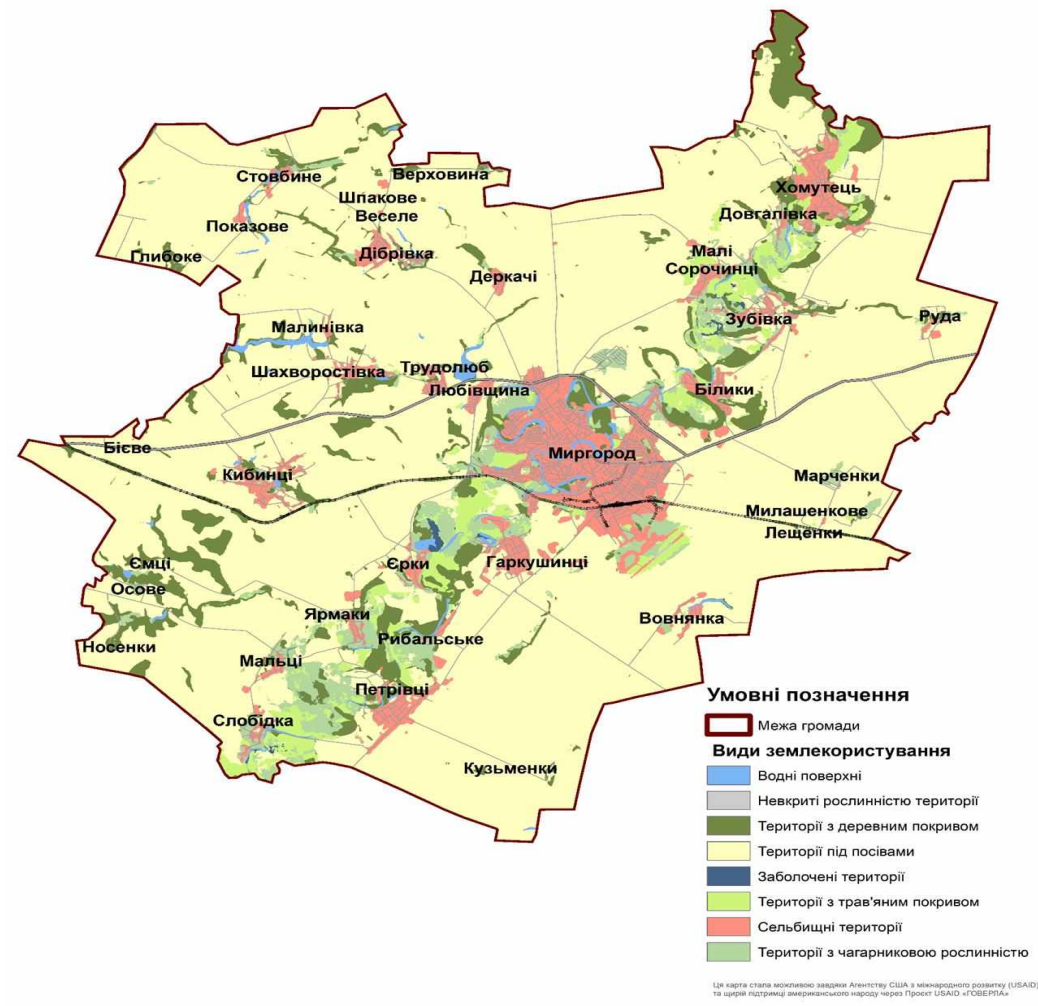 Стовбине
Верховина
Шпакове
Веселе
Показове
Глибоке
Дібрівка
Деркачі
Хомутець
Довгалівка
Малі
Сорочинці
Зубівка
Руда
Малинівка
Шахворостівка
Трудолюб
Любівщина
Білики
Бієве
Кибинці
Миргород
Марченки
Милашенкове
Лещенки
Ємці
Осове
Єрки
Гаркушинці
Ярмаки
Рибальське
Вовнянка
Носенки
Мальці
Петрівці
Слобідка
Кузьменки
Умовні позначення
Межа громади
Види землекористування
Водні поверхні
Невкриті рослинністю території
Території з деревним покривом
Території під посівами
Заболочені території
Території з трав'яним покривом
Сельбищні території
Території з чагарниковою рослинністю
Ця карта стала можливою завдяки Агентству США з міжнародного розвитку (USAID)
та щирій підтримці американського народу через Проєкт USAID «ГОВЕРЛА»